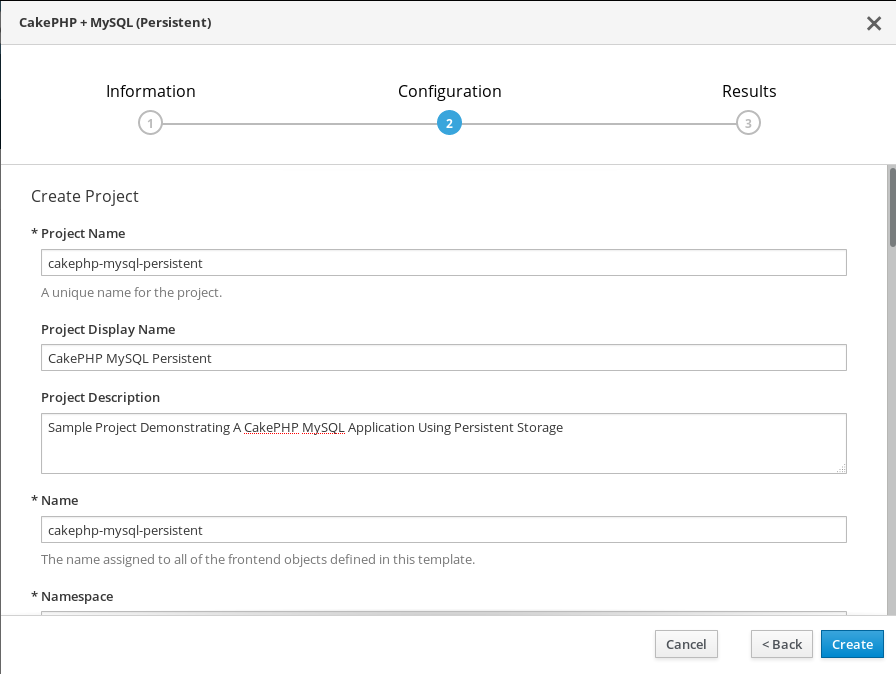 CakePHP + MySQL (Persistent)
Information
Configuration
Results
1
2
3
Create Project
* Project Name
cakephp-mysql-persistent
A unique name for the project.
Project Display Name
CakePHP MySQL Persistent
Project Description
Sample Project Demonstrating A CakePHP MySQL Application Using Persistent Storage
* Name
cakephp-mysql-persistent
The name assigned to all of the frontend objects defined in this template.
* Namespace
Cancel
< Back
Create